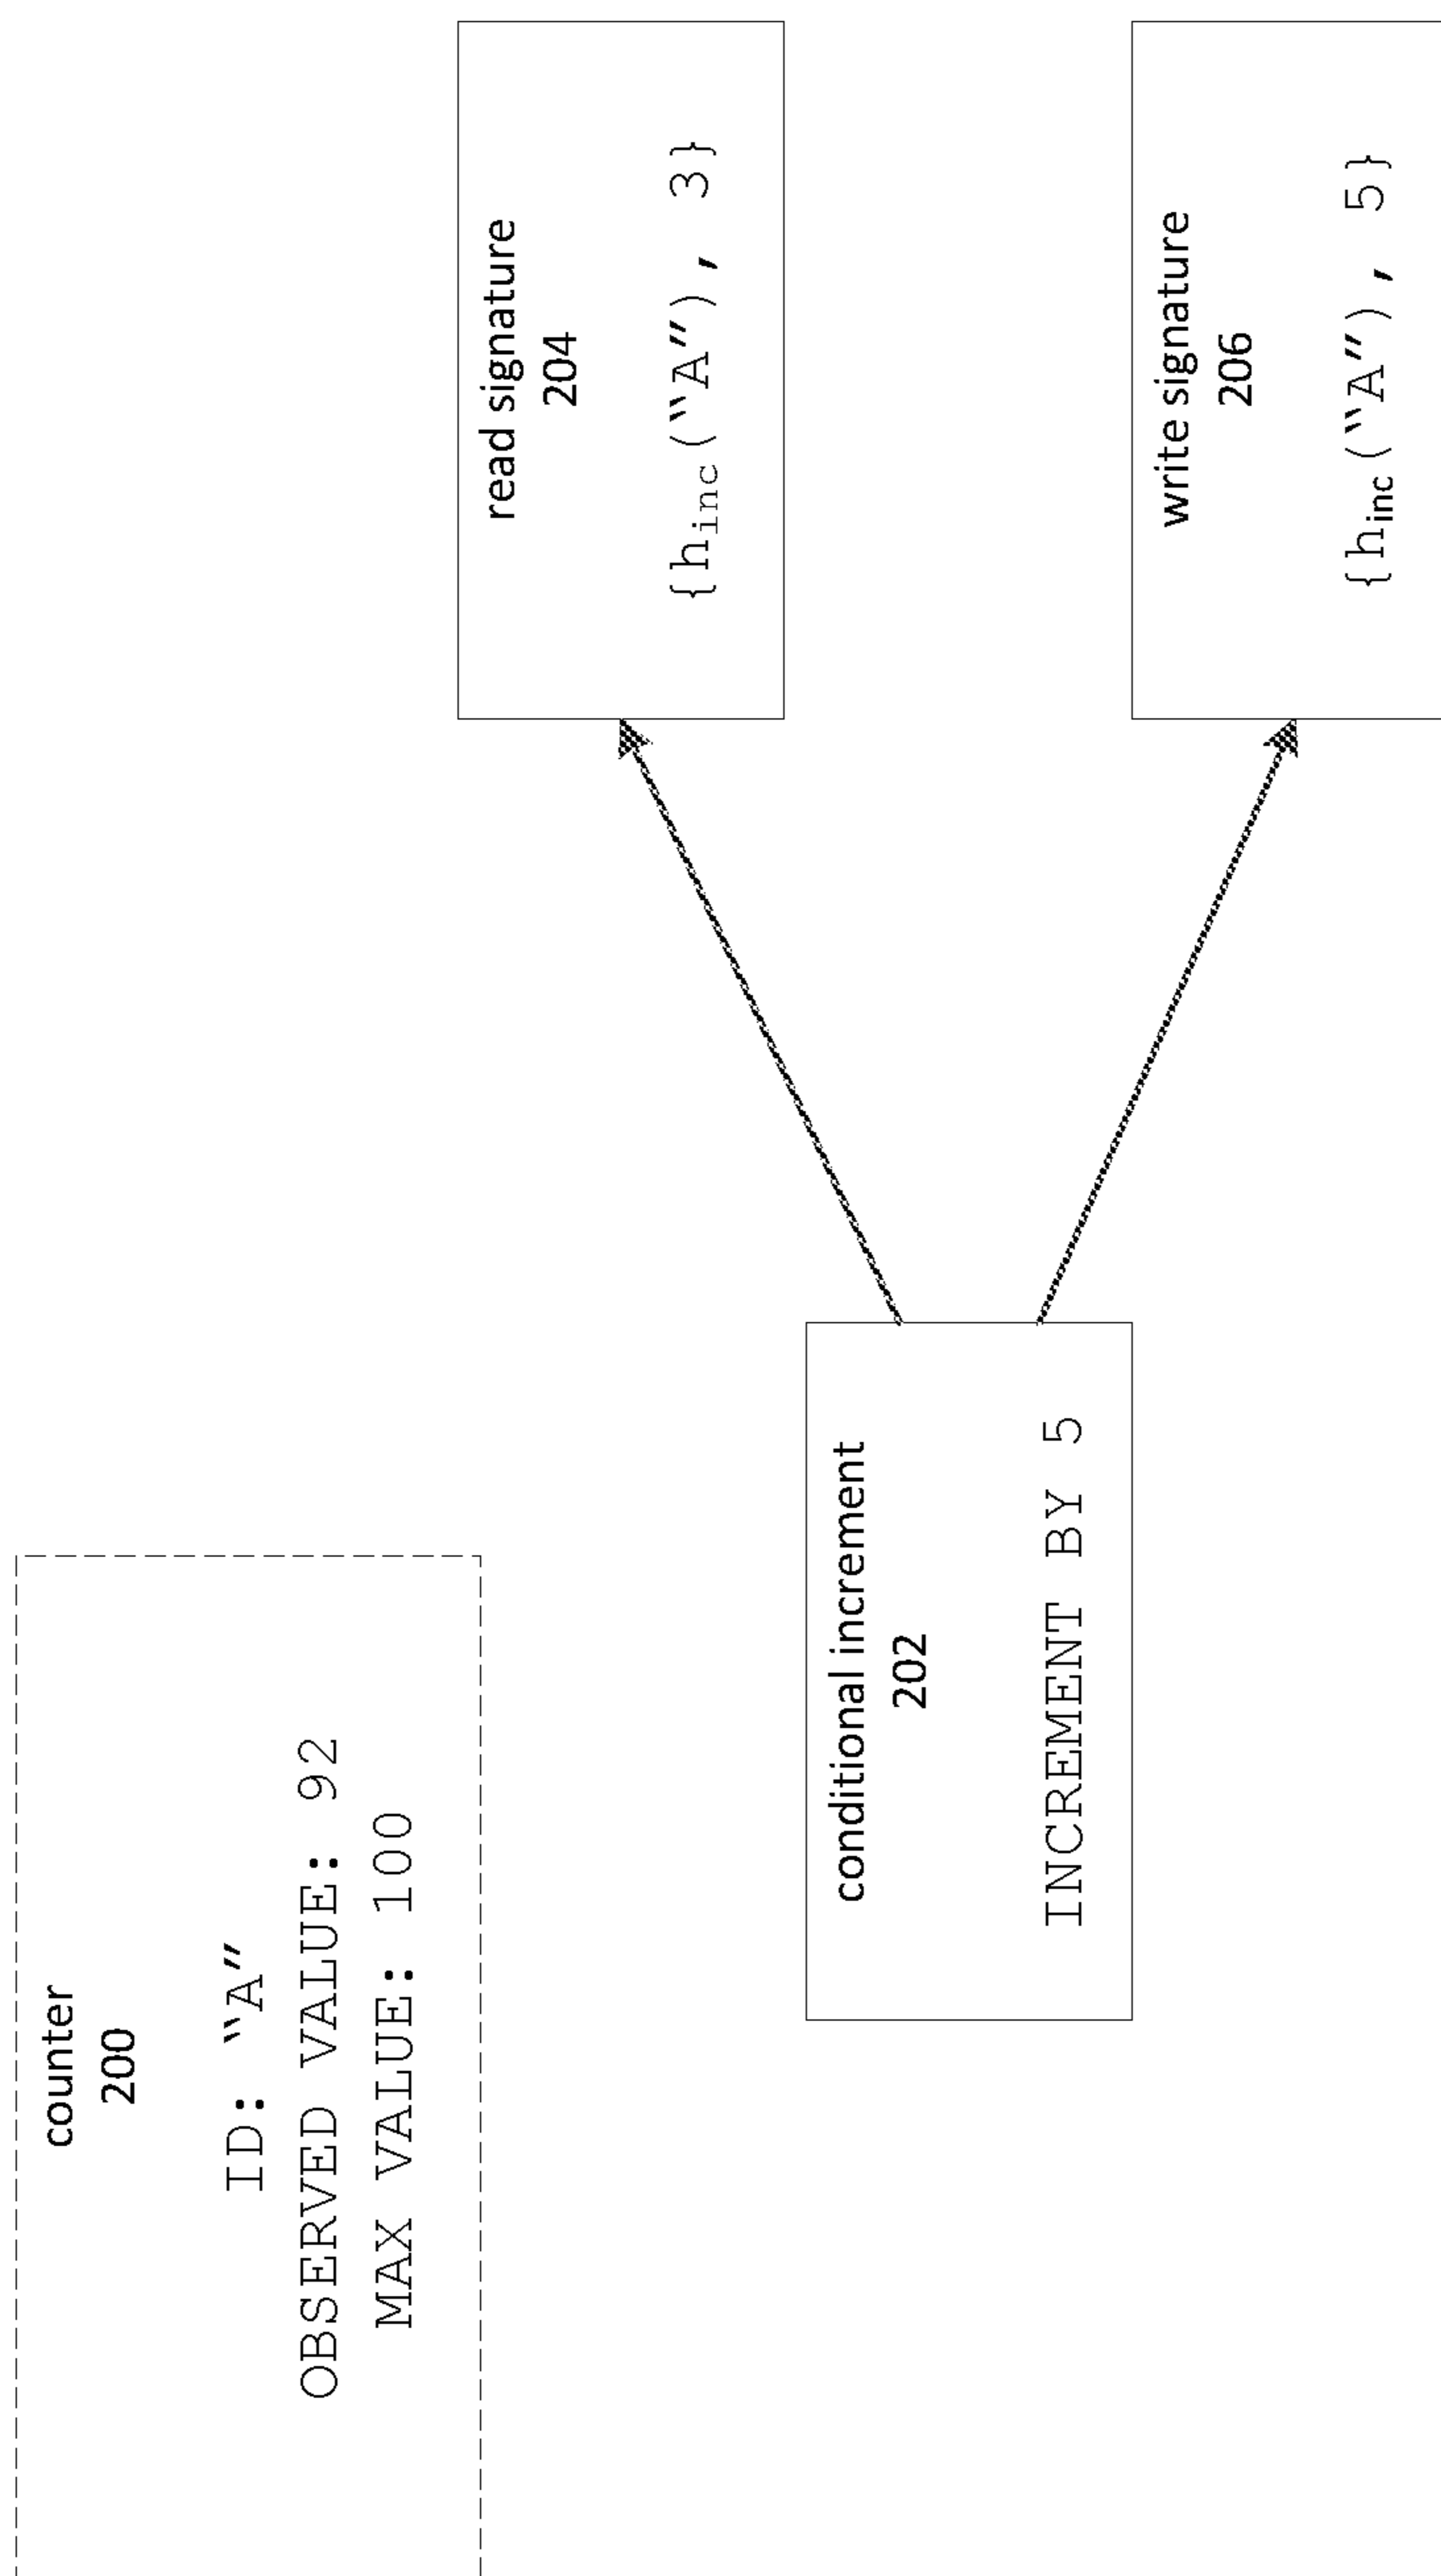 counter
200
ID: “A”
OBSERVED VALUE: 92
MAX VALUE: 100
conditional increment
202
INCREMENT BY 5
read signature
204
{hinc(“A”), 3}
write signature
206
{hinc(“A”), 5}